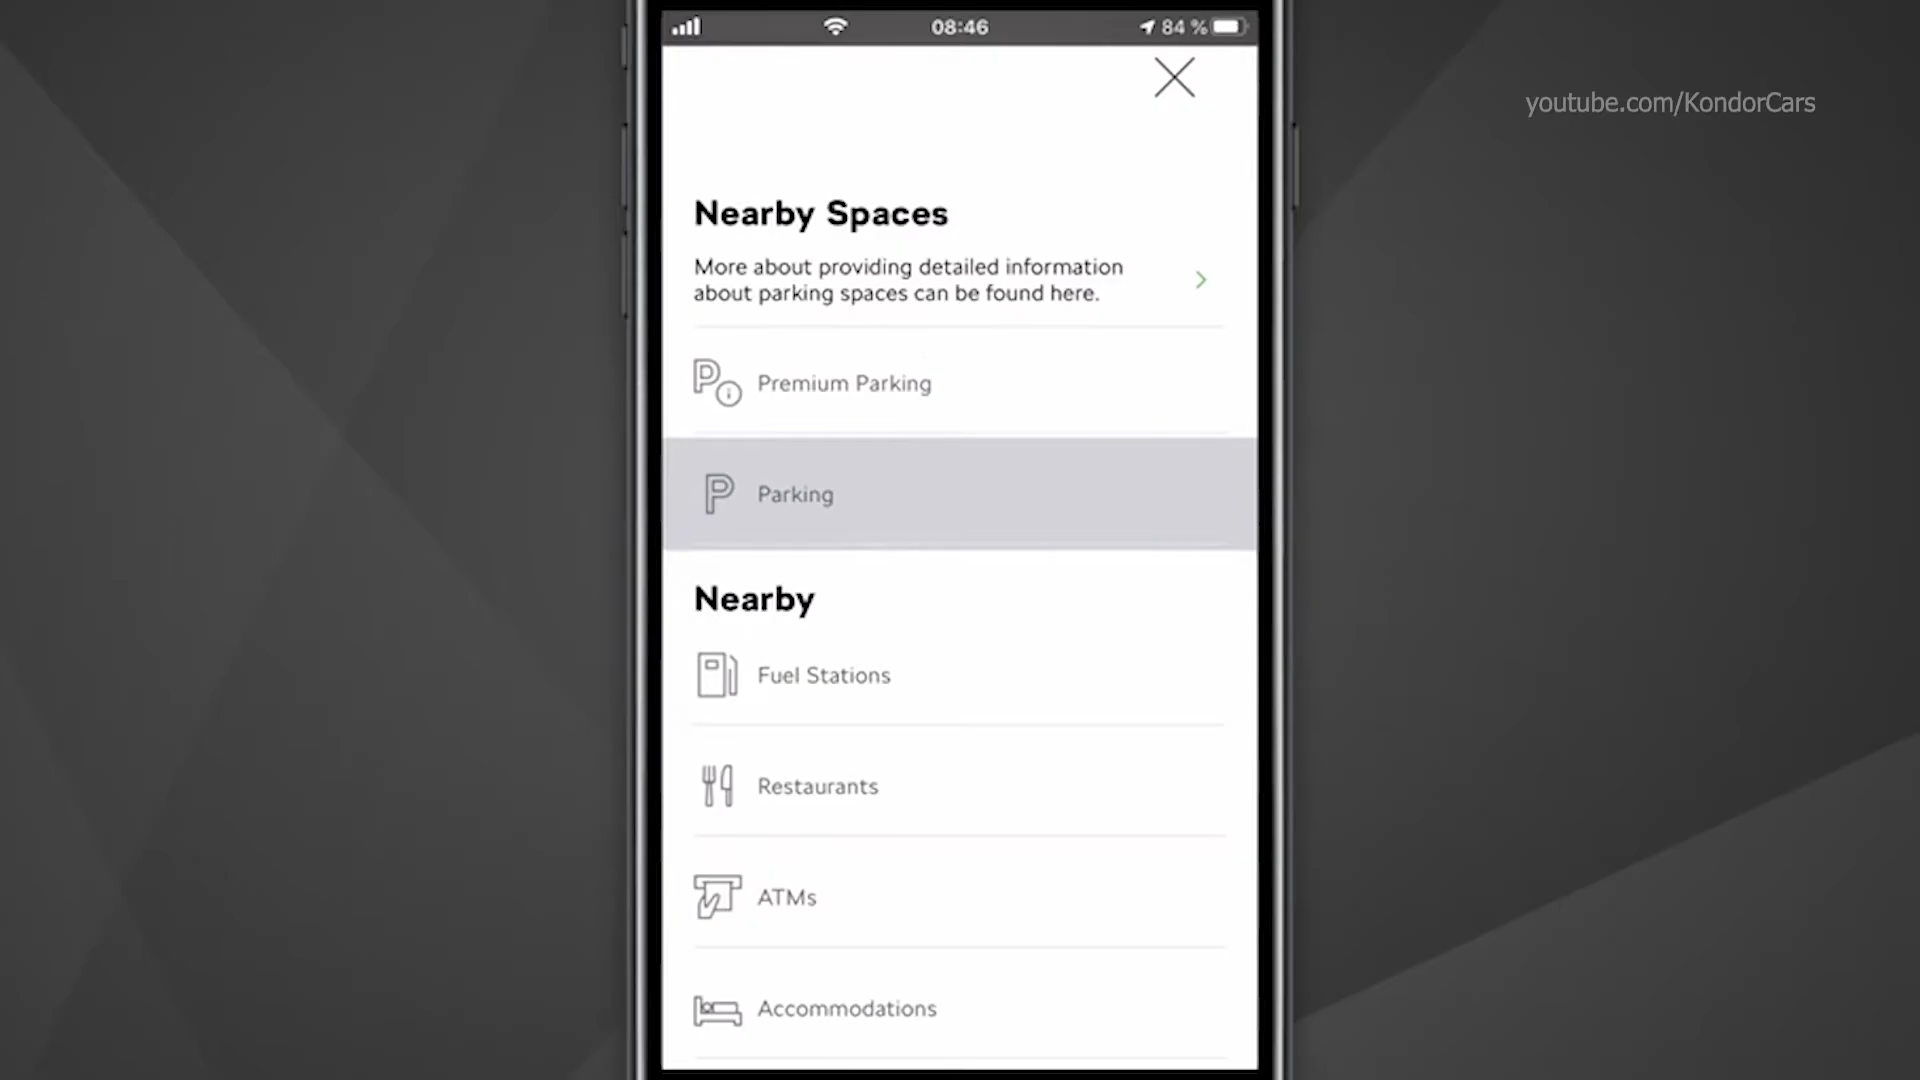 08:46
84 %
youtube.com/KondorCars
Nearby Spaces
More about providing detailed information
about parking spaces can be found here.
Premium Parking
Parking
Nearby
Fuel Stations
Restaurants
ATMs
Accommodations